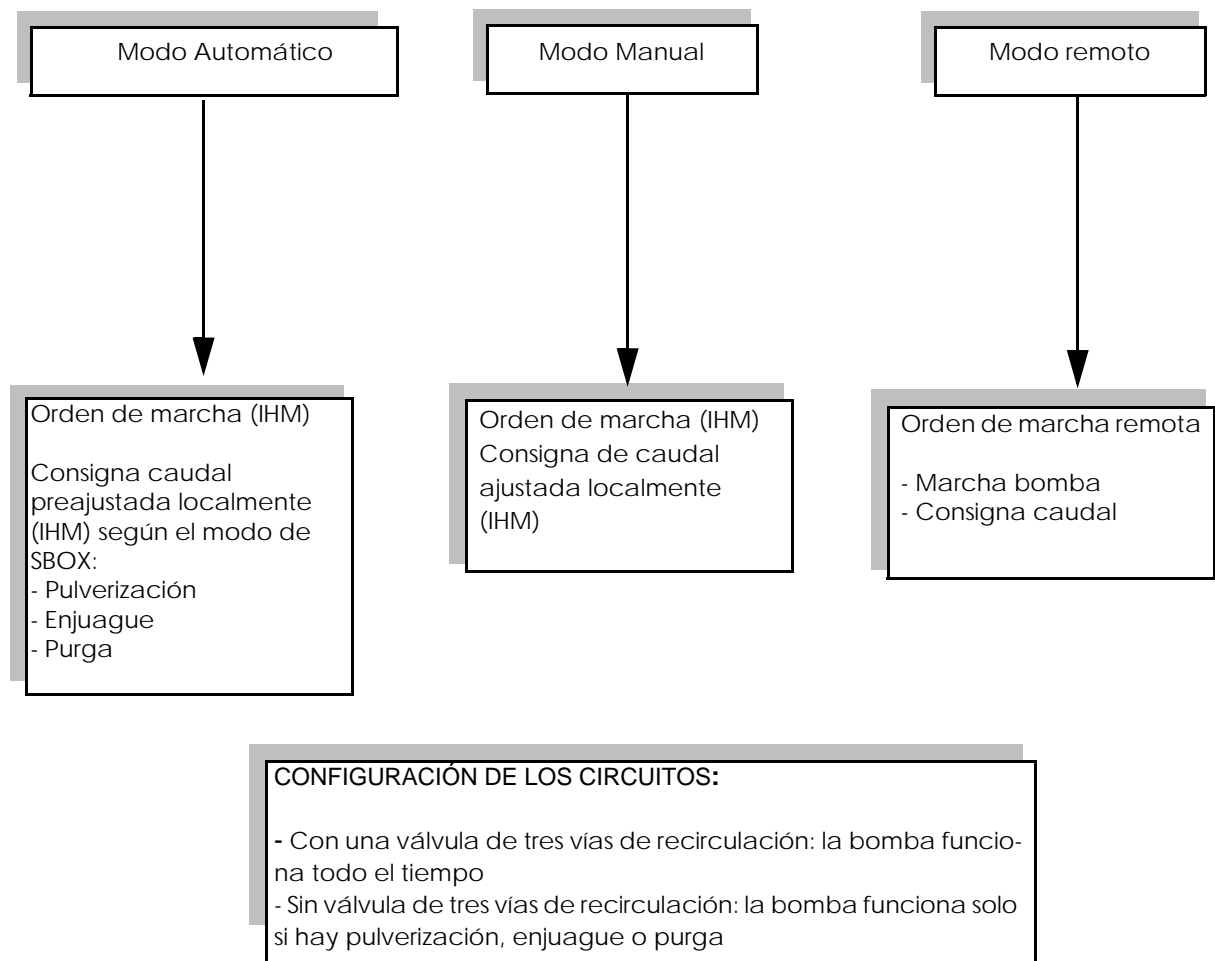 Modo Automático
Modo Manual
Modo remoto
Orden de marcha (IHM)
Consigna caudal
preajustada localmente
(IHM) según el modo de
SBOX:
- Pulverización
- Enjuague
- Purga
Orden de marcha (IHM)
Consigna de caudal
ajustada localmente
(IHM)
Orden de marcha remota
- Marcha bomba
- Consigna caudal
CONFIGURACIÓN DE LOS CIRCUITOS:
- Con una válvula de tres vías de recirculación: la bomba funcio-
na todo el tiempo
- Sin válvula de tres vías de recirculación: la bomba funciona solo
si hay pulverización, enjuague o purga